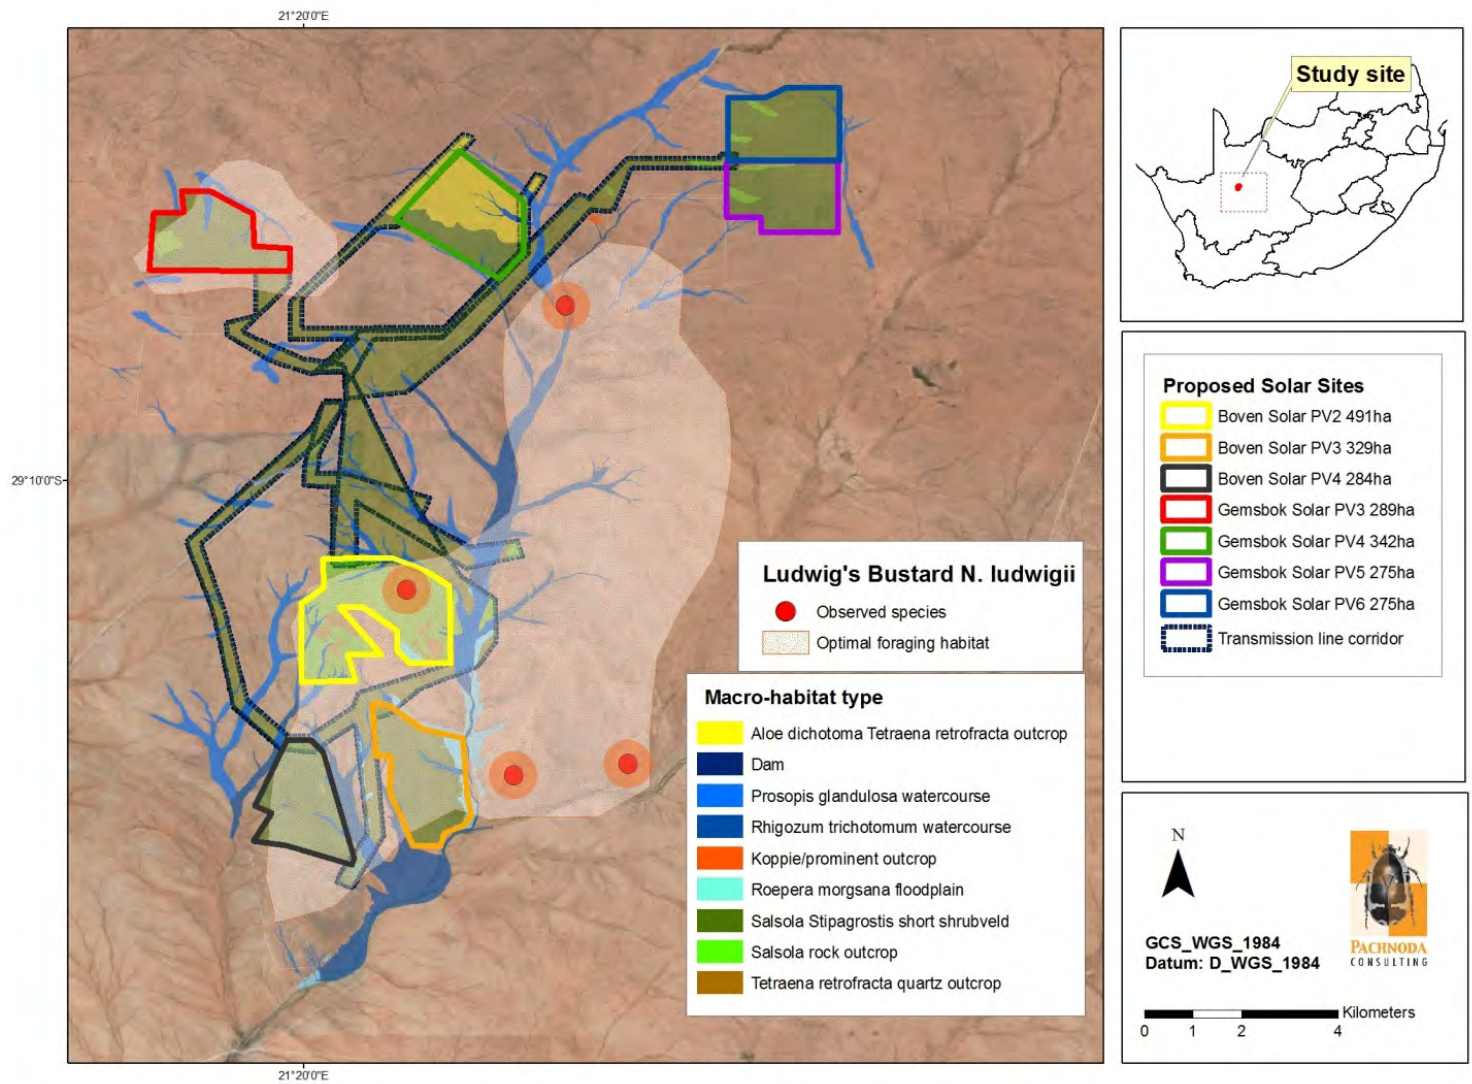 21°20'0"E
Study site
29°10'0"S
Proposed Solar Sites
Boven Solar PV2 491ha
Boven Solar PV3 329ha
Boven Solar PV4 284ha
Gemsbok Solar PV3 289ha
Gemsbok Solar PV4 342ha
Gemsbok Solar PV5 275ha
Gemsbok Solar PV6 275ha
Transmission line corridor
Ludwig's Bustard N. ludwigii
Observed species
Optimal foraging habitat
Macro-habitat type
Aloe dichotoma Tetraena retrofracta outcrop
Dam
Prosopis glandulosa watercourse
Rhigozum trichotomum watercourse
Koppie/prominent outcrop
Roepera morgsana floodplain
Salsola Stipagrostis short shrubveld
Salsola rock outcrop
Tetraena retrofracta quartz outcrop
N
GCS_WGS_1984
Datum: D_WGS_1984
PACHNODA
CONSULTING
Kilometers
0 1 2 4
21°20'0"E